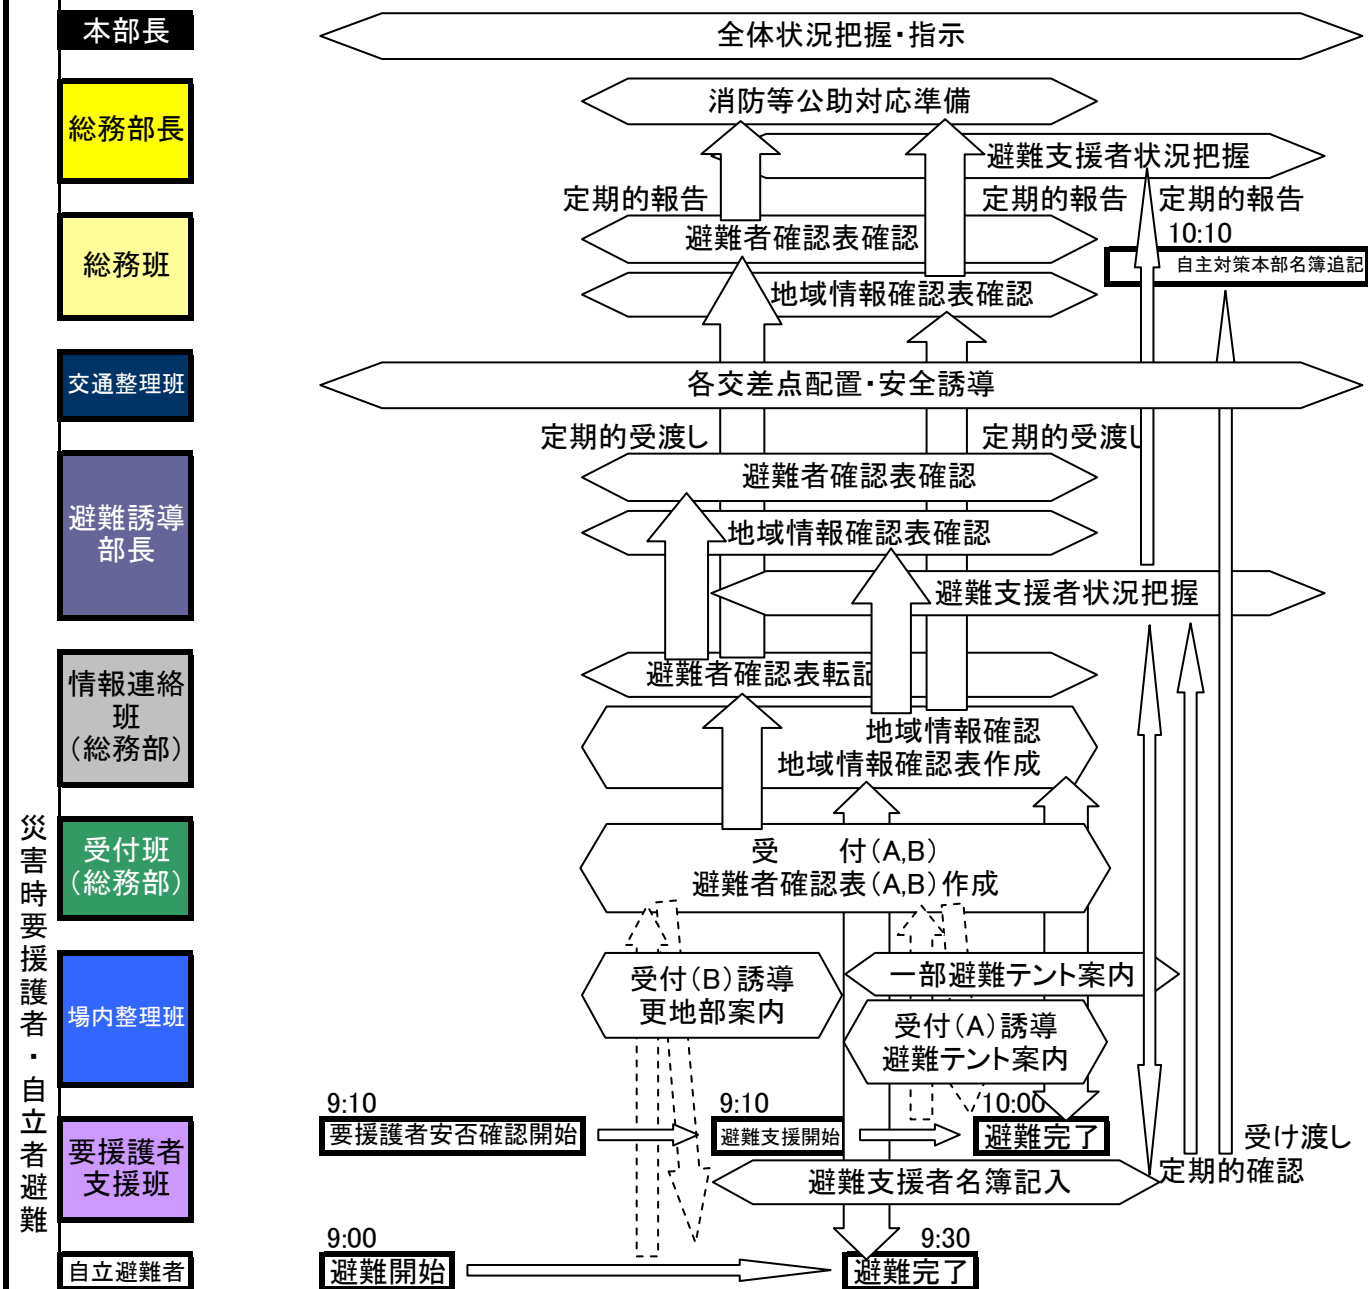 本部長
全体状況把握・指示
総務部長
消防等公助対応準備
避難支援者状況把握
定期的報告
定期的報告
定期的報告
総務班
避難者確認表確認
10:10
自主対策本部名簿追記
地域情報確認表確認
交通整理班
各交差点配置・安全誘導
定期的受渡し
定期的受渡し
避難誘導
部長
避難者確認表確認
地域情報確認表確認
避難支援者状況把握
情報連絡
班
（総務部）
避難者確認表転記
地域情報確認
地域情報確認表作成
災害時要援護者・自立者避難
受付班
（総務部）
受　　付（A,B）
避難者確認表（A,B）作成
場内整理班
受付（B）誘導
更地部案内
一部避難テント案内
受付（A）誘導
避難テント案内
要援護者
支援班
9:10
要援護者安否確認開始
9:10
避難支援開始
10:00
避難完了
受け渡し
定期的確認
避難支援者名簿記入
自立避難者
9:00
避難開始
9:30
避難完了